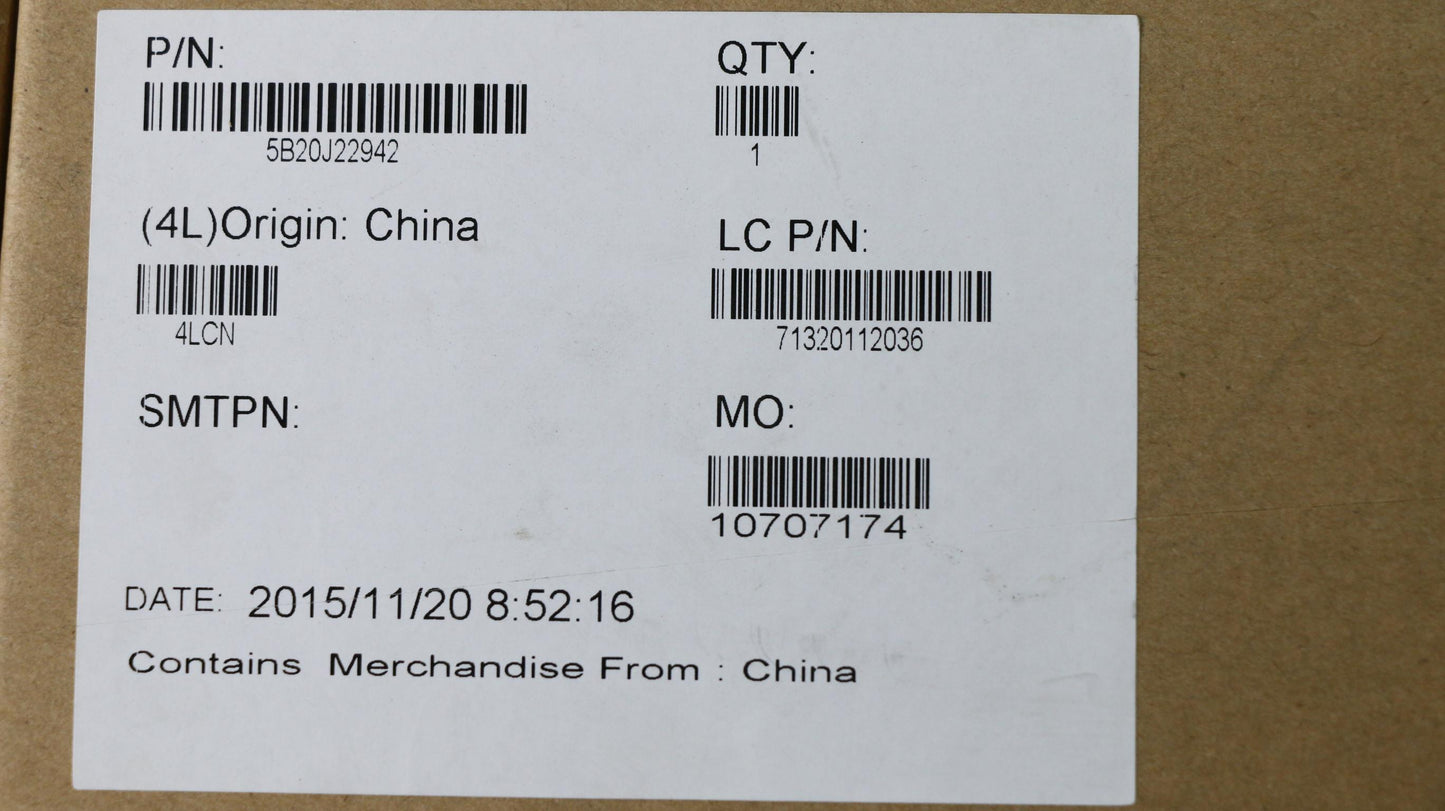 P/N:
5B20J22942
QTY:
1
(4L)Origin: China
4LCN
LC P/N:
71320112036
SMTPN:
MO:
10707174
DATE: 2015/11/20 8:52:16
Contains Merchandise From : China